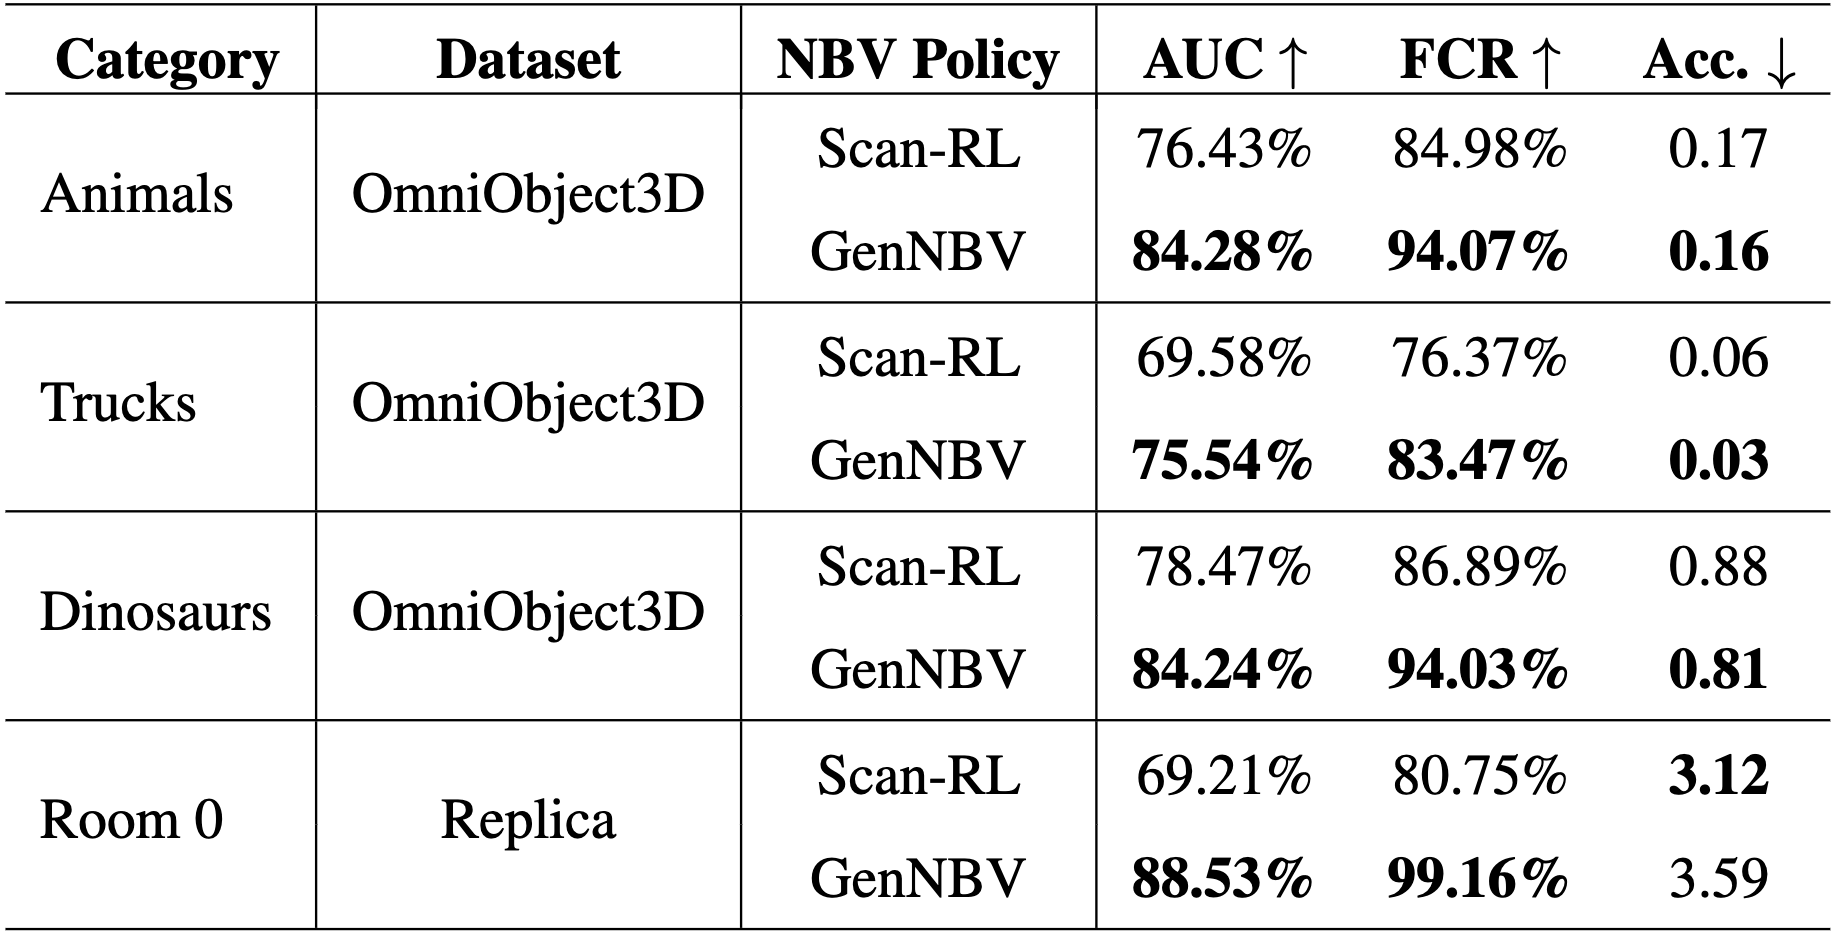 Category Dataset NBV Policy AUC ↑ FCR ↑ Acc. ↓
Scan-RL 76.43% 84.98% 0.17
Animals OmniObject3D
GenNBV 84.28% 94.07% 0.16
Scan-RL 69.58% 76.37% 0.06
Trucks OmniObject3D
GenNBV 75.54% 83.47% 0.03
Scan-RL 78.47% 86.89% 0.88
Dinosaurs OmniObject3D
GenNBV 84.24% 94.03% 0.81
Scan-RL 69.21% 80.75% 3.12
Room 0 Replica
GenNBV 88.53% 99.16% 3.59